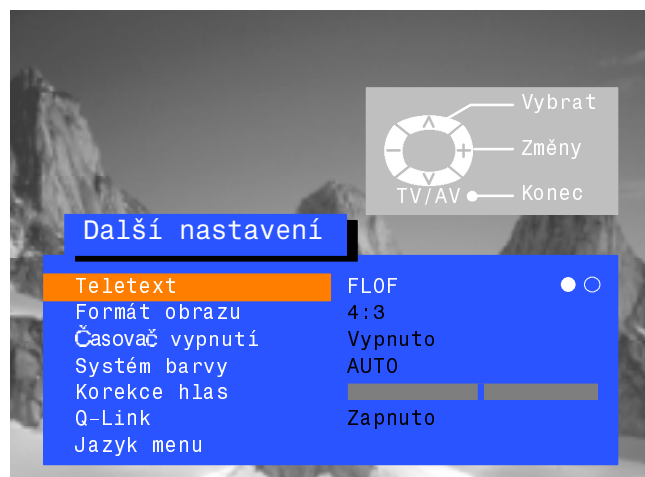 Vybrat
Změny
TV/AV Konec
Další nastavení
Teletext FLOF
Formát obrazu 4:3
Časovač vypnutí Vypnuto
Systém barvy AUTO
Korekce hlas
Q-Link Zapnuto
Jazyk menu